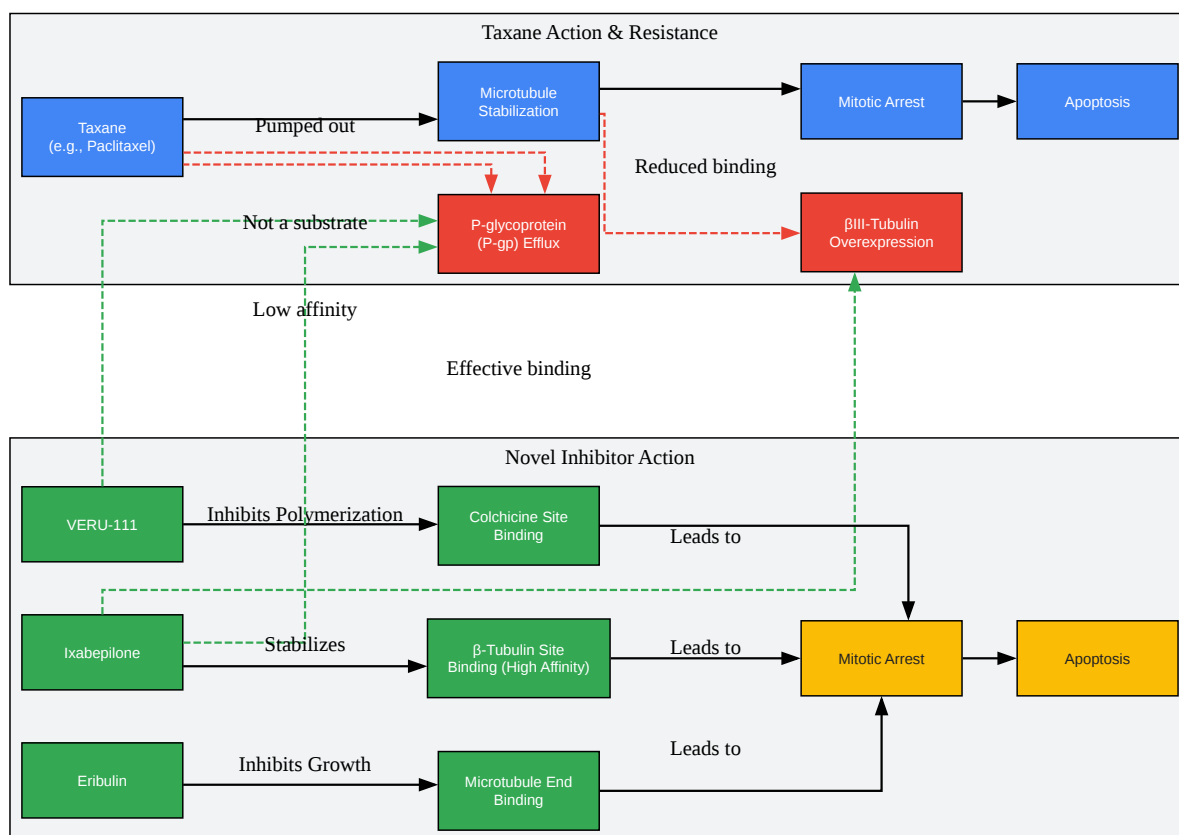 Taxane Action & Resistance
Taxane
(e.g., Paclitaxel)
Pumped out
Microtubule
Stabilization
Mitotic Arrest
Apoptosis
Reduced binding
Not a substrate
P-glycoprotein
(P-gp) Efflux
βIII-Tubulin
Overexpression
Low affinity
Effective binding
Novel Inhibitor Action
VERU-111
Inhibits Polymerization
Colchicine Site
Binding
Leads to
Ixabepilone
Stabilizes
β-Tubulin Site
Binding (High Affinity)
Leads to
Mitotic Arrest
Apoptosis
Eribulin
Inhibits Growth
Microtubule End
Binding
Leads to